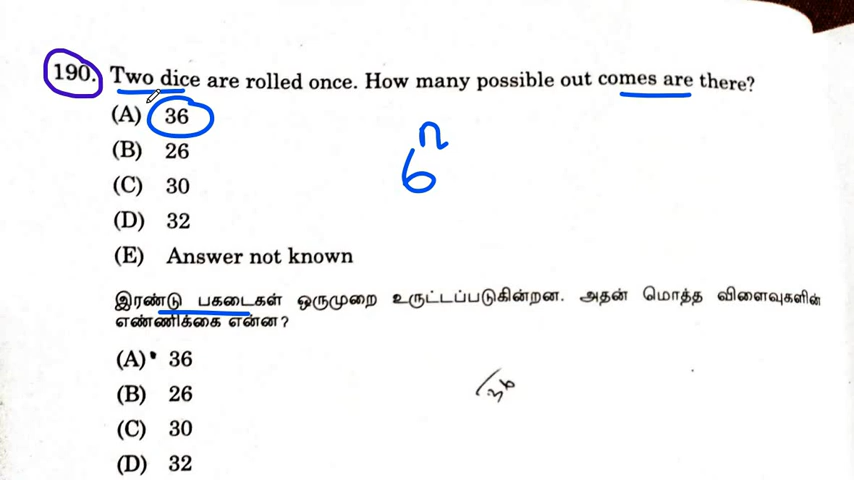 190. Two dice are rolled once. How many possible out comes are there?
(A) 36
(B) 26
(C) 30
(D) 32
(E) Answer not known
6ⁿ
இரண்டு பகடைகள் ஒருமுறை உருட்டப்படுகின்றன. அதன் மொத்த விளைவுகளின்
எண்ணிக்கை என்ன?
(A) 36
(B) 26
(C) 30
(D) 32